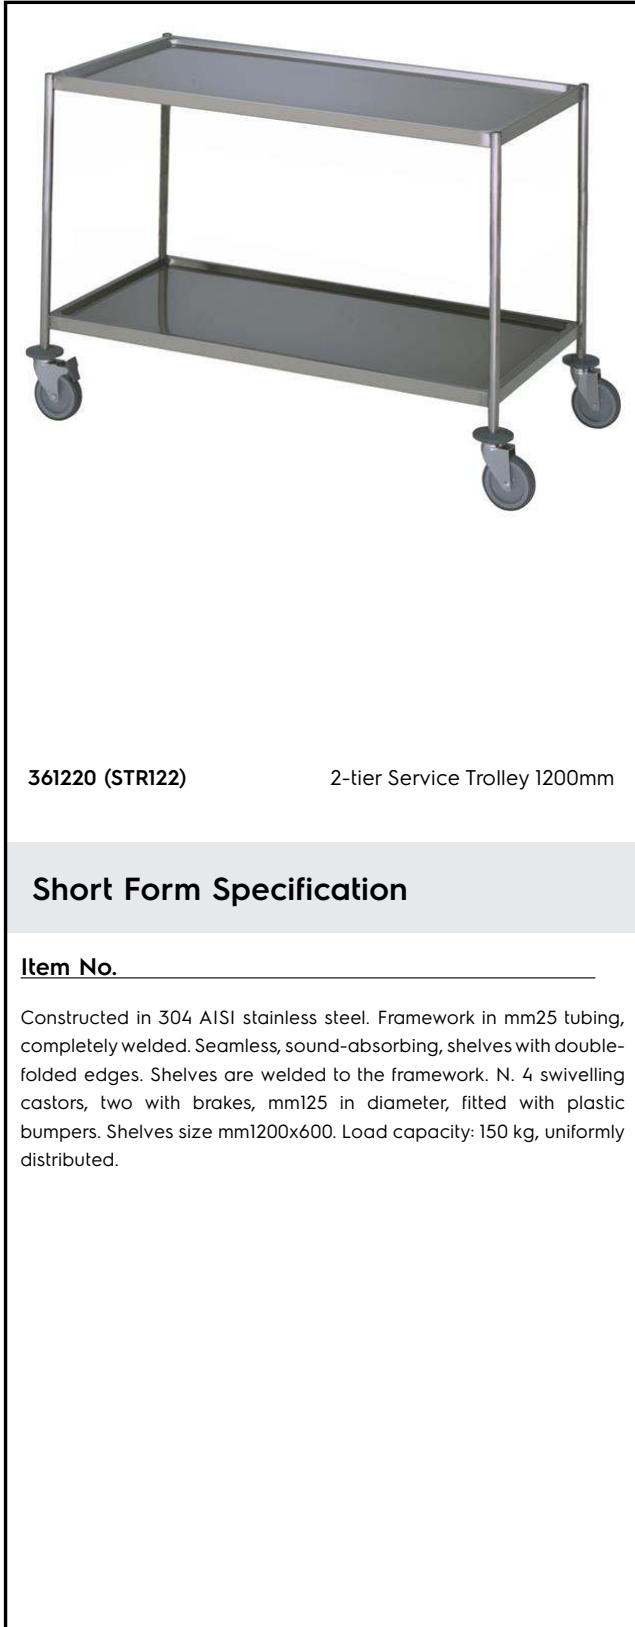 361220 (STR122) 2-tier Service Trolley 1200mm
Short Form Specification
Item No.
Constructed in 304 AISI stainless steel. Framework in mm25 tubing,
completely welded. Seamless, sound-absorbing, shelves with double-
folded edges. Shelves are welded to the framework. N. 4 swivelling
castors, two with brakes, mm125 in diameter, fitted with plastic
bumpers. Shelves size mm1200x600. Load capacity: 150 kg, uniformly
distributed.